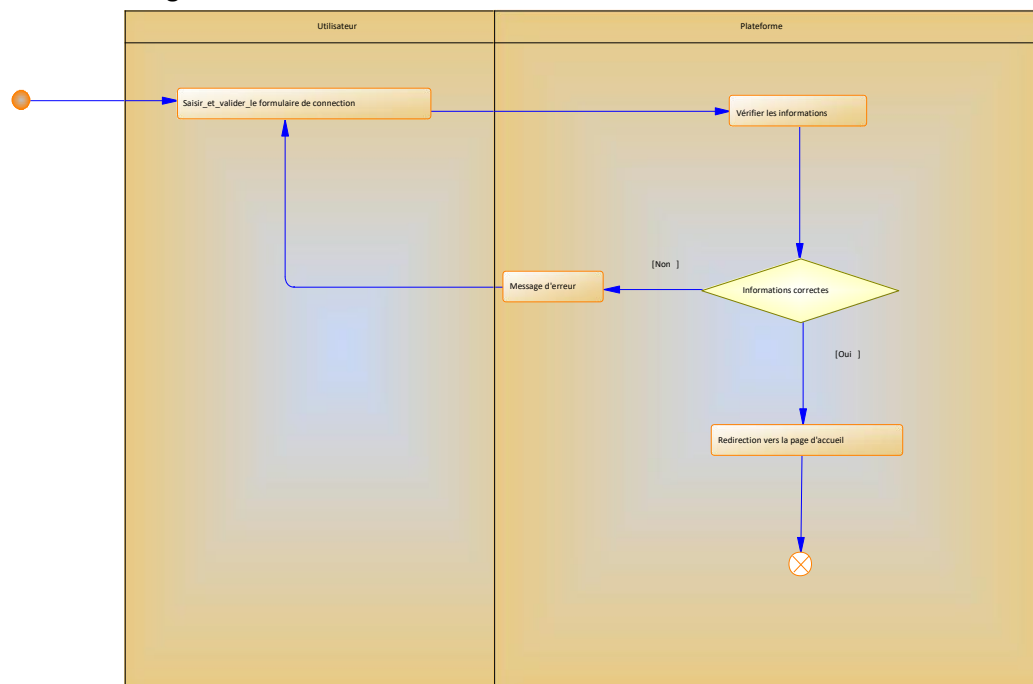 Utilisateur
Plateforme
Saisir_et_valider_le formulaire de connection
Vérifier les informations
[Non ]
Message d'erreur
Informations correctes
[Oui ]
Redirection vers la page d'accueil